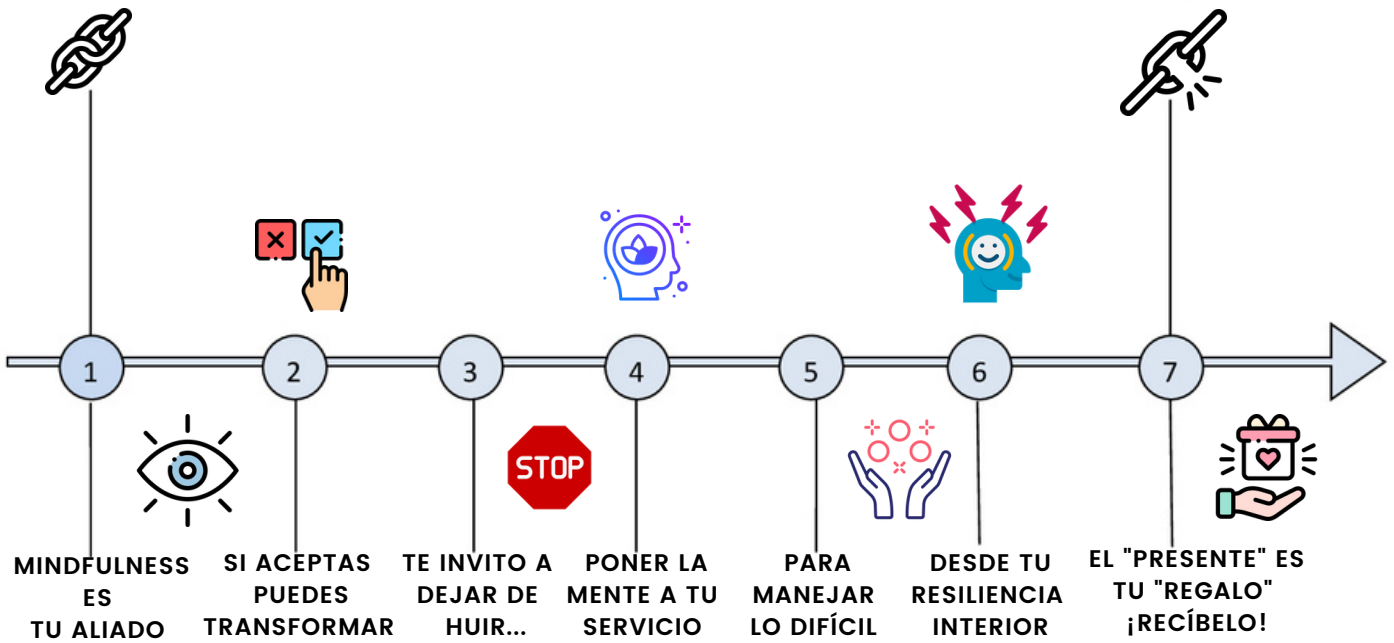 1
2
3
4
5
6
7
STOP
MINDFULNESS
ES
TU ALIADO
SI ACEPTAS
PUEDES
TRANSFORMAR
TE INVITO A
DEJAR DE
HUIR...
PONER LA
MENTE A TU
SERVICIO
PARA
MANEJAR
LO DIFÍCIL
DESDE TU
RESILIENCIA
INTERIOR
EL "PRESENTE" ES
TU "REGALO"
¡RECÍBELO!